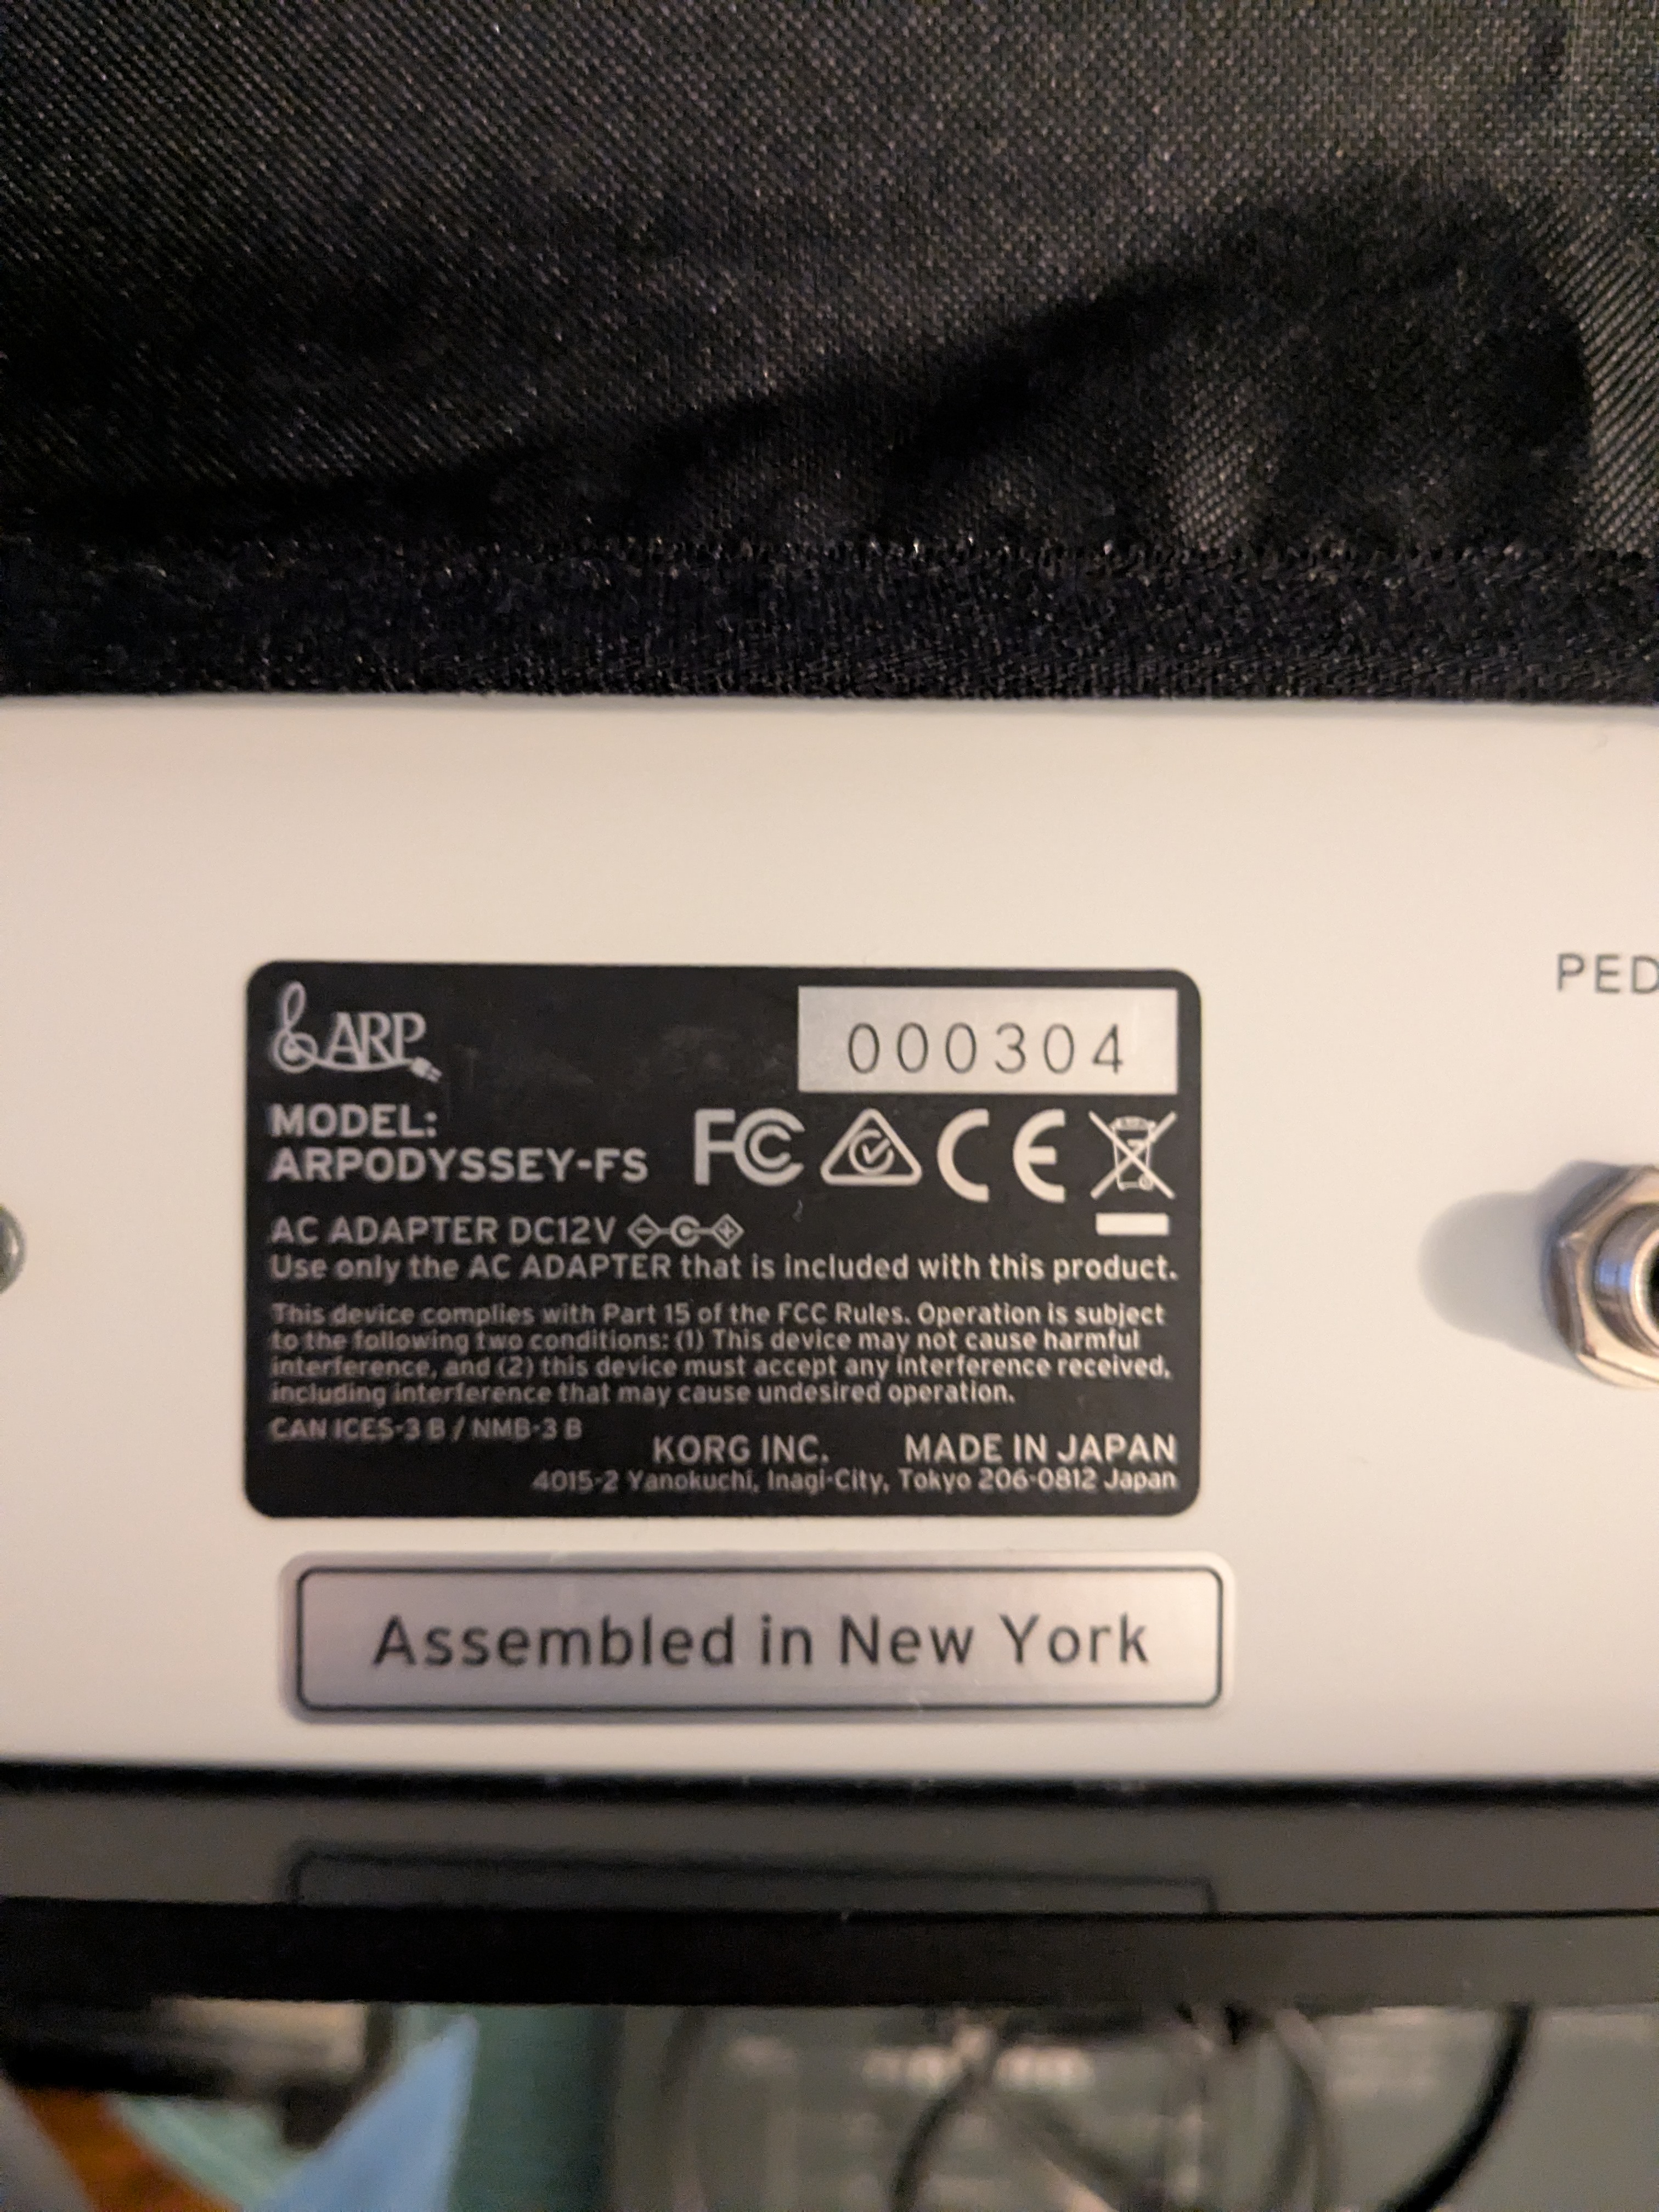 ARP
000304
MODEL:
ARPODYSSEY-FS
FC CE
AC ADAPTER DC12V
Use only the AC ADAPTER that is included with this product.
This device complies with Part 15 of the FCC Rules. Operation is subject
to the following two conditions: (1) This device may not cause harmful
interference, and (2) this device must accept any interference received,
including interference that may cause undesired operation.
CAN ICES-3 B / NMB-3 B
KORG INC. MADE IN JAPAN
4015-2 Yanokuchi, Inagi-City, Tokyo 206-0812 Japan
Assembled in New York
PED